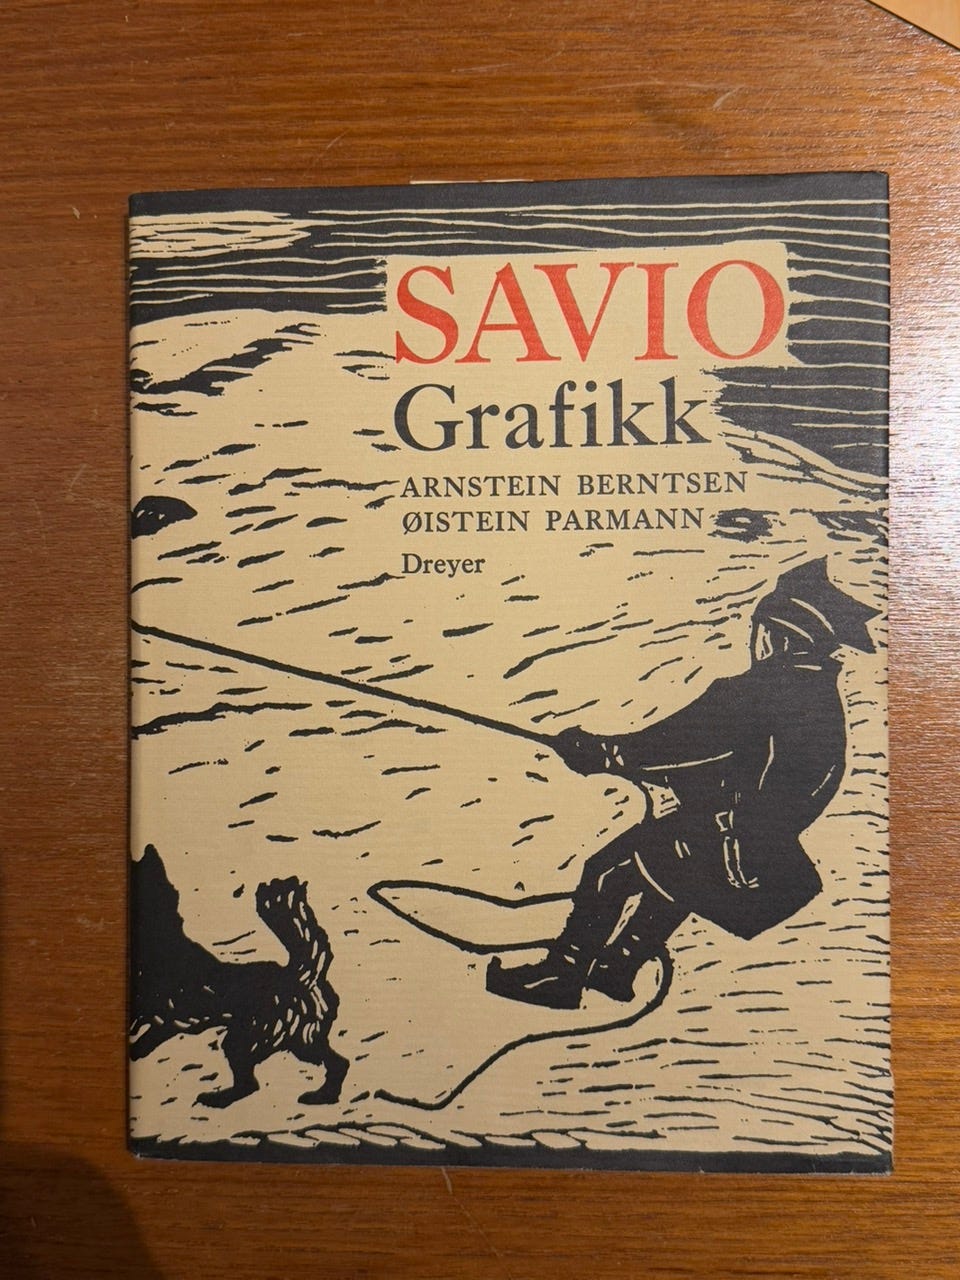 SAVIO
Grafikk
ARNSTEIN BERNTSEN
ØISTEIN PARMANN
Dreyer